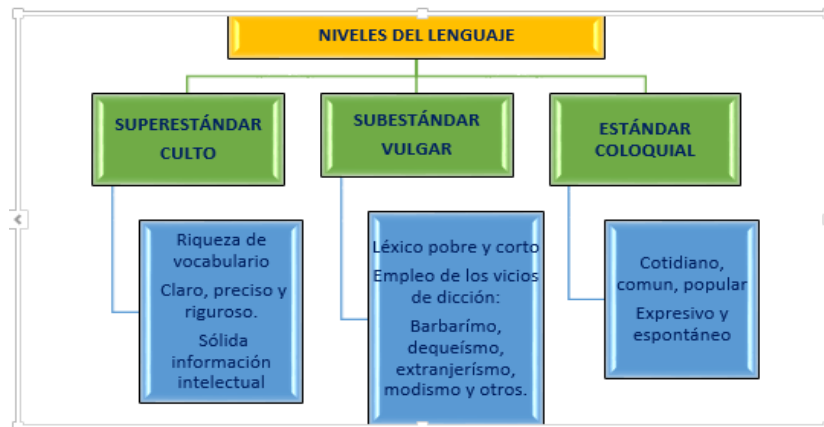 NIVELES DEL LENGUAJE
SUPERESTÁNDAR
CULTO
SUBESTÁNDAR
VULGAR
ESTÁNDAR
COLOQUIAL
Riqueza de
vocabulario
Claro, preciso y
riguroso.
Sólida
información
intelectual
Léxico pobre y corto
Empleo de los vicios
de dicción:
Barbarímo,
dequeísmo,
extranjerísmo,
modismo y otros.
Cotidiano,
comun, popular
Expresivo y
espontáneo